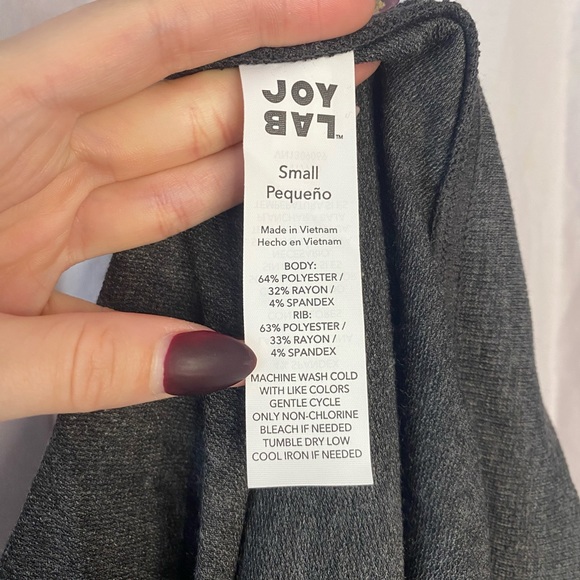 JOY
LAB™
Small
Pequeño
Made in Vietnam
Hecho en Vietnam
BODY:
64% POLYESTER /
32% RAYON /
4% SPANDEX
RIB:
63% POLYESTER /
33% RAYON /
4% SPANDEX
MACHINE WASH COLD
WITH LIKE COLORS
GENTLE CYCLE
ONLY NON-CHLORINE
BLEACH IF NEEDED
TUMBLE DRY LOW
COOL IRON IF NEEDED